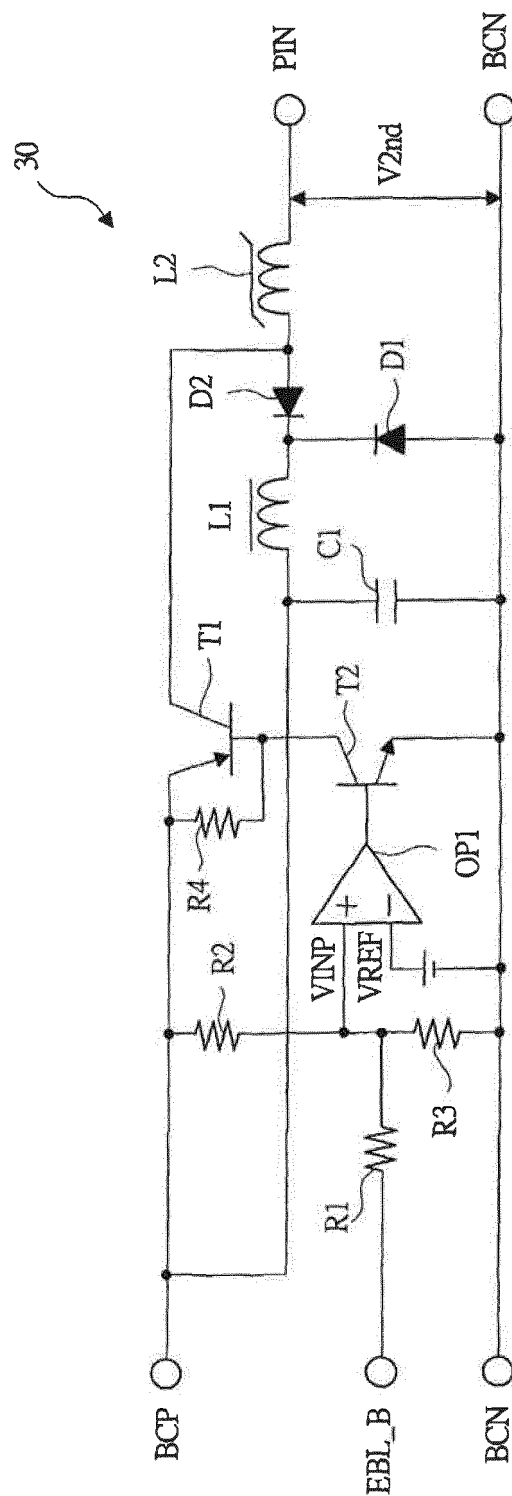 30
PIN
BCN
V2nd
L2
D2
D1
L1
C1
T1
T2
R4
OP1
R2
VINP
VREF
R3
R1
BCP
EBL_B
BCN